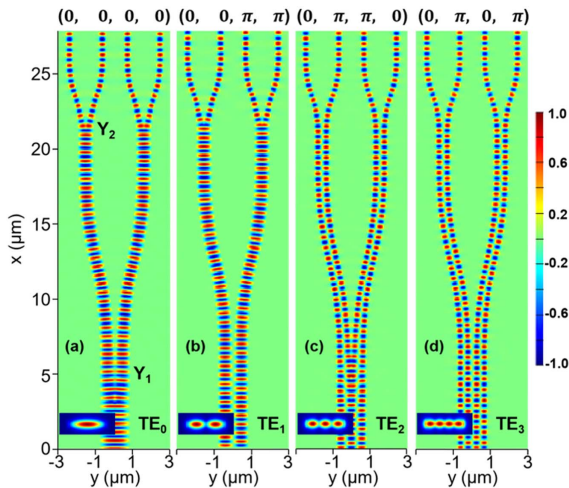 (0, 0, 0, 0) (0, 0, π, π) (0, π, π, 0) (0, π, 0, π)
25
Y2
20
x (μm)
15
10
(a) (b) (c) (d)
Y1
5
TE0 TE1 TE2 TE3
0
-3 -1 1 3 -1 1 3 -1 1 3 -1 1 3
y (μm) y (μm) y (μm) y (μm)
1.0
0.6
0.2
-0.2
-0.6
-1.0